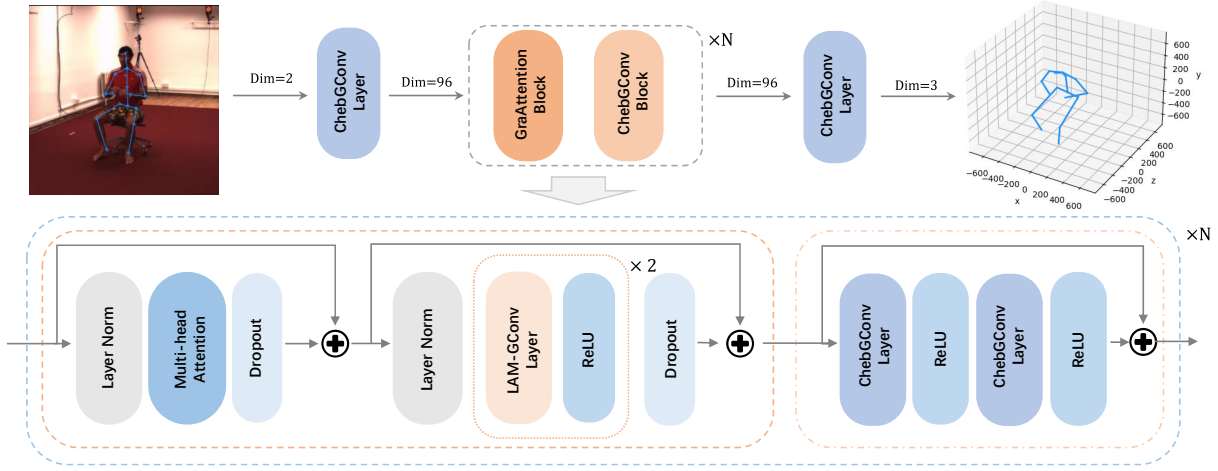 Dim=2
ChebGConv
Layer
Dim=96
GraAttention
Block
ChebGConv
Block
×N
Dim=96
ChebGConv
Layer
Dim=3
600
400
200
0
−200
−400
−600
y
600
400
200
0
−200
−400
−600
z
−600
−400
−200
0
200
400
600
x
×N
Layer Norm
Multi-head
Attention
Dropout
Layer Norm
LAM-GConv
Layer
ReLU
× 2
Dropout
ChebGConv
Layer
ReLU
ChebGConv
Layer
ReLU